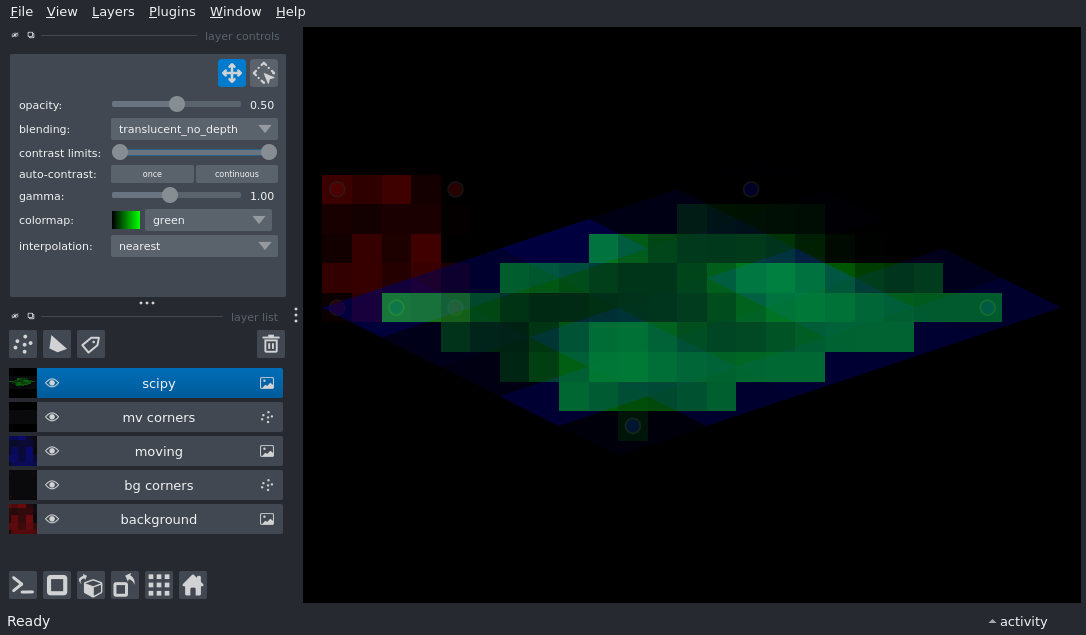 File View Layers Plugins Window Help
layer controls
opacity: 0.50
blending: translucent_no_depth
contrast limits:
auto-contrast: once continuous
gamma: 1.00
colormap: green
interpolation: nearest
layer list
scipy
mv corners
moving
bg corners
background
Ready
activity